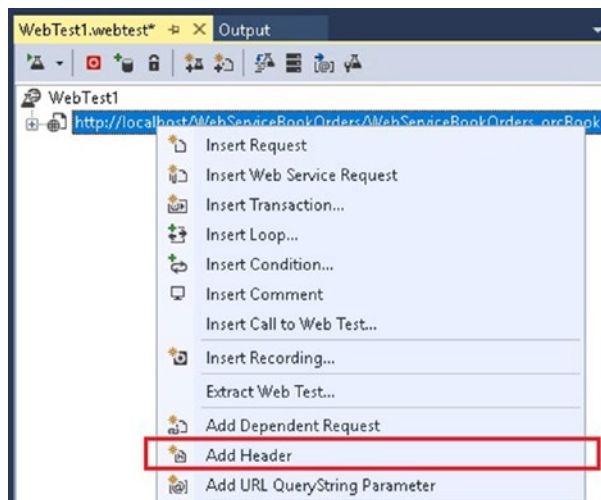 WebTest1.webtest*
Output
WebTest1
http://localhost/WebServiceBookOrders/WebServiceBookOrders_orcBook
Insert Request
Insert Web Service Request
Insert Transaction...
Insert Loop...
Insert Condition...
Insert Comment
Insert Call to Web Test...
Insert Recording...
Extract Web Test...
Add Dependent Request
Add Header
Add URL QueryString Parameter